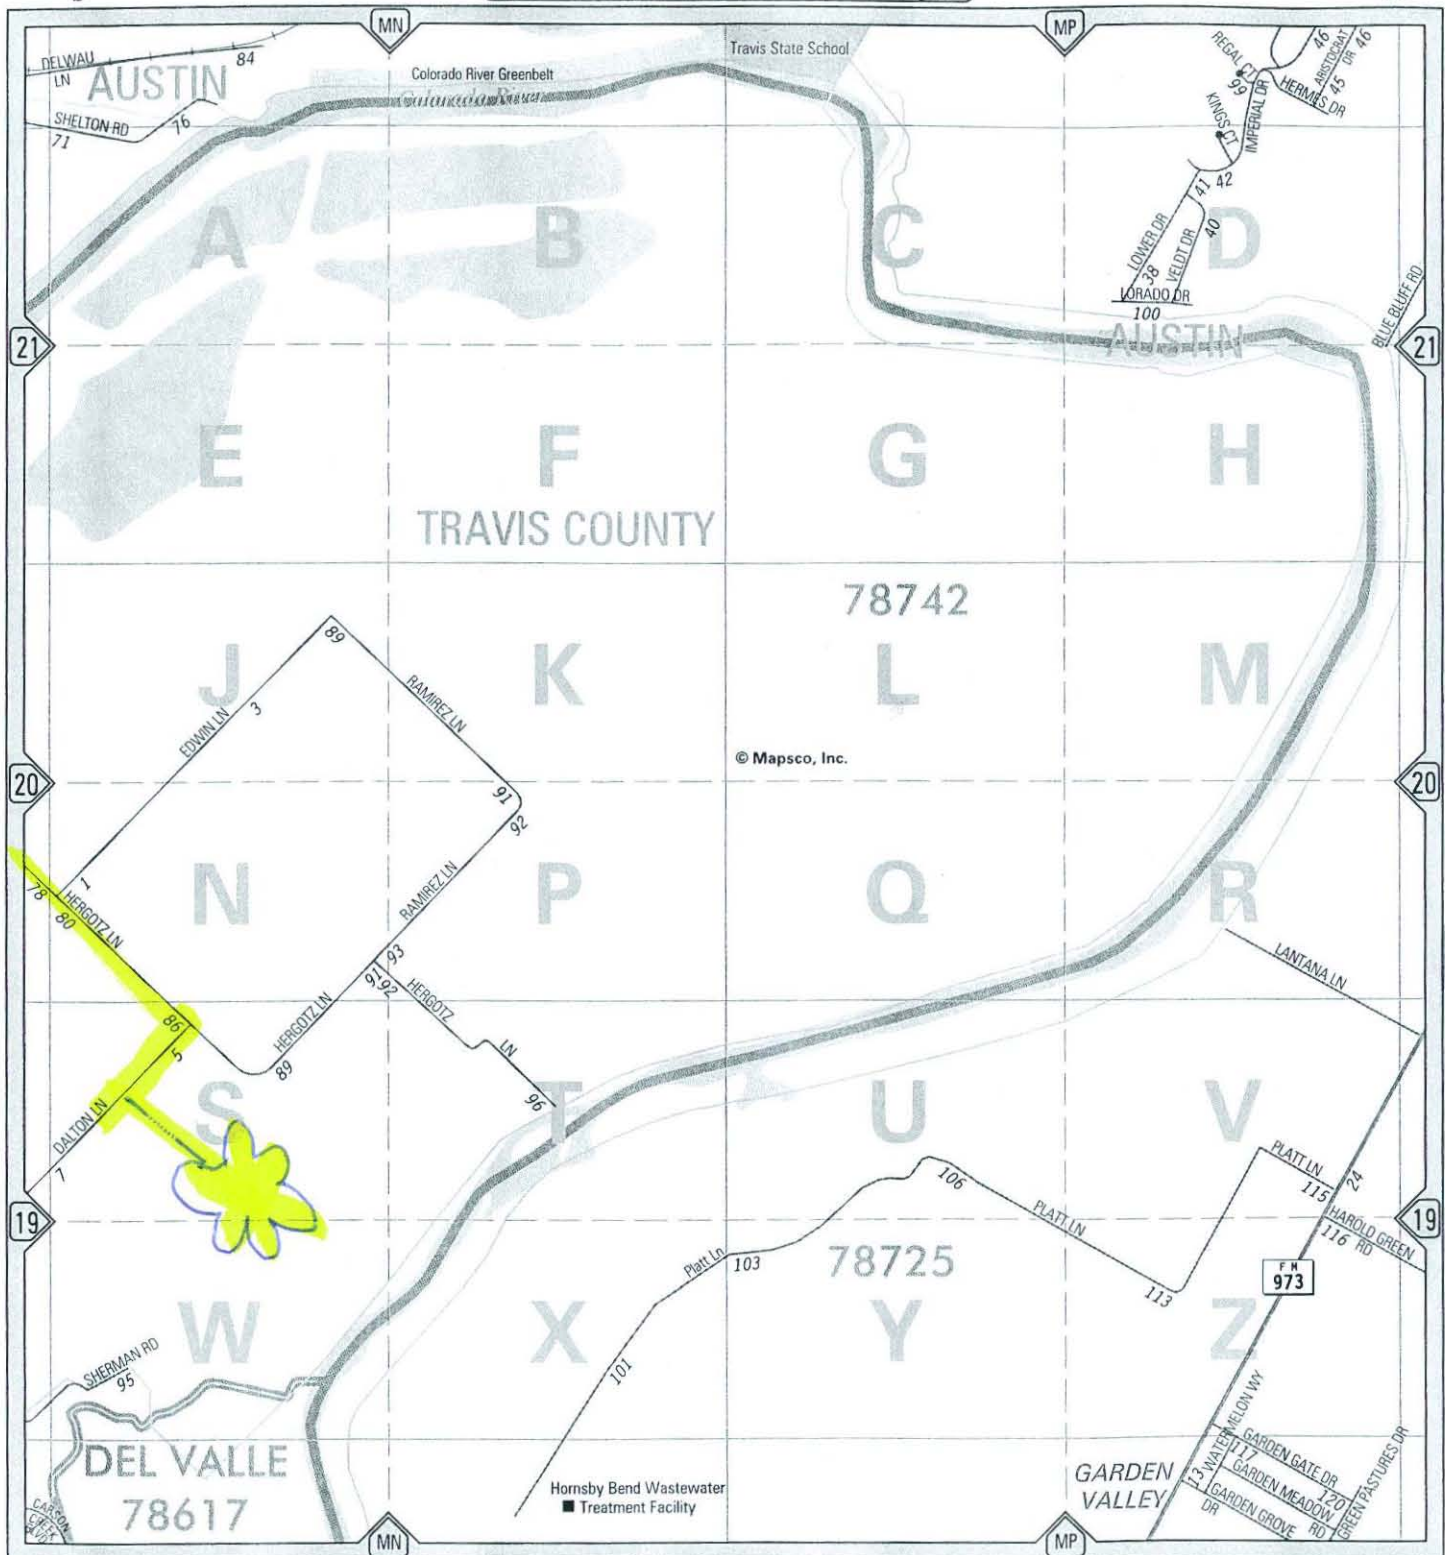 MN
MP
DELWAU
LN
84
AUSTIN
SHELTON RD
71
76
Colorado River Greenbelt
Colorado River
Travis State School
REGAL CT
99
KINGS CT
IMPERIAL DR
46
ARISTOCRAT
DR
46
45
HERMES DR
41
42
LOWER DR
38
VELDT DR
40
LORADO DR
100
AUSTIN
BLUE BLUFF RD
A
B
C
D
21
21
E
F
G
H
TRAVIS COUNTY
78742
J
K
L
M
89
EDWIN LN
3
RAMIREZ LN
91
92
© Mapsco, Inc.
20
20
N
P
Q
R
78
1
80
HERGOTZ LN
RAMIREZ LN
93
91
92
HERGOTZ
LN
96
LANTANA LN
86
5
HERGOTZ LN
89
S
T
U
V
DALTON LN
7
19
19
106
PLATT LN
PLATT LN
115
24
HAROLD GREEN
RD
116
Platt Ln
103
78725
113
FM
973
W
X
Y
Z
SHERMAN RD
95
101
DEL VALLE
78617
CARSON
CREEK
BLVD
Hornsby Bend Wastewater
Treatment Facility
GARDEN
VALLEY
WATERMELON WY
13
117
GARDEN GATE DR
GARDEN MEADOW
120
GARDEN GROVE
DR
RD
GREEN PASTURES DR
MN
MP